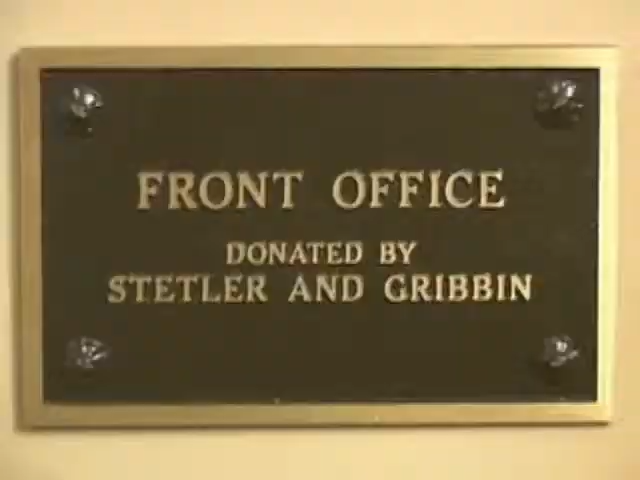 FRONT OFFICE
DONATED BY
STETLER AND GRIBBIN